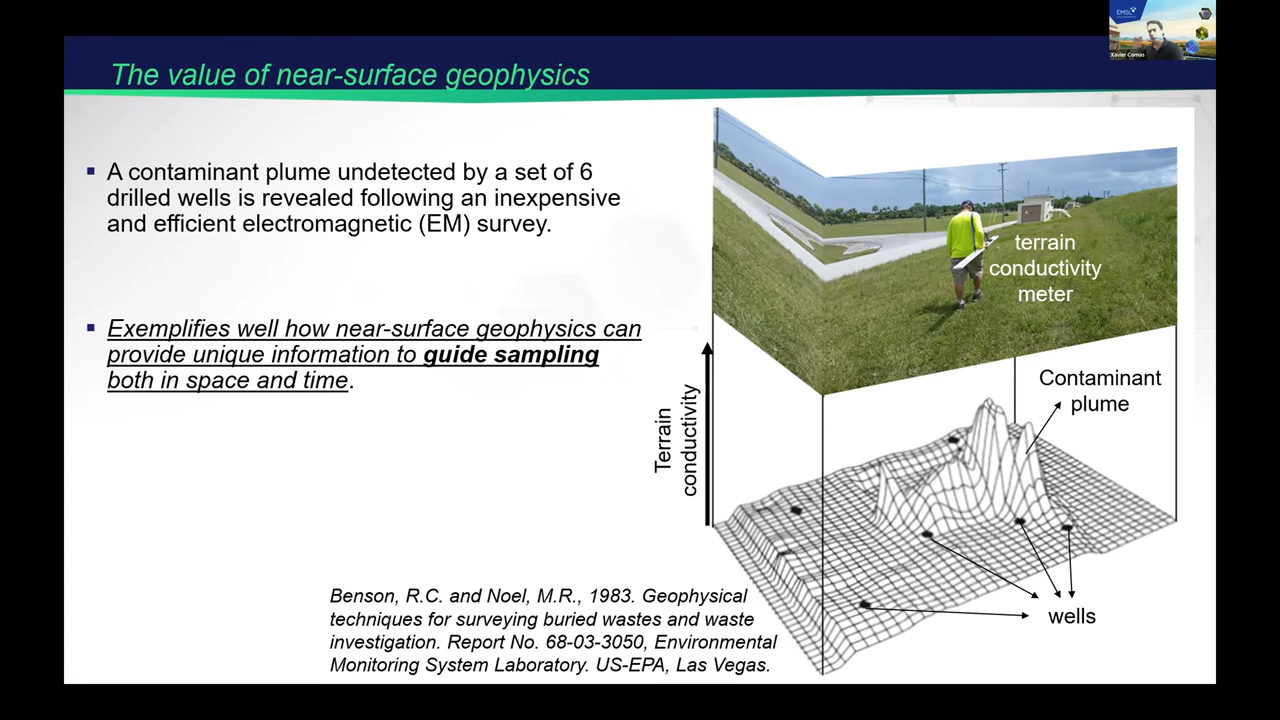 EMSL
Xavier Comas
The value of near-surface geophysics
▪ A contaminant plume undetected by a set of 6
drilled wells is revealed following an inexpensive
and efficient electromagnetic (EM) survey.
▪ Exemplifies well how near-surface geophysics can
provide unique information to guide sampling
both in space and time.
terrain
conductivity
meter
Terrain
conductivity
Contaminant
plume
wells
Benson, R.C. and Noel, M.R., 1983. Geophysical
techniques for surveying buried wastes and waste
investigation. Report No. 68-03-3050, Environmental
Monitoring System Laboratory. US-EPA, Las Vegas.